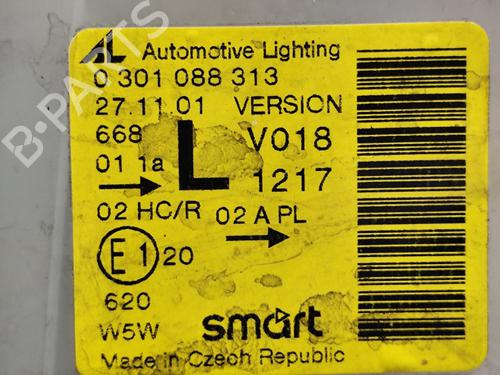 AL Automotive Lighting
0 301 088 313
27.11.01 VERSION
668 L V018
01 1a 1217
02 HC/R 02 A PL
E1 20
620
W5W smart
Made in Czech Republic
B-PARTS